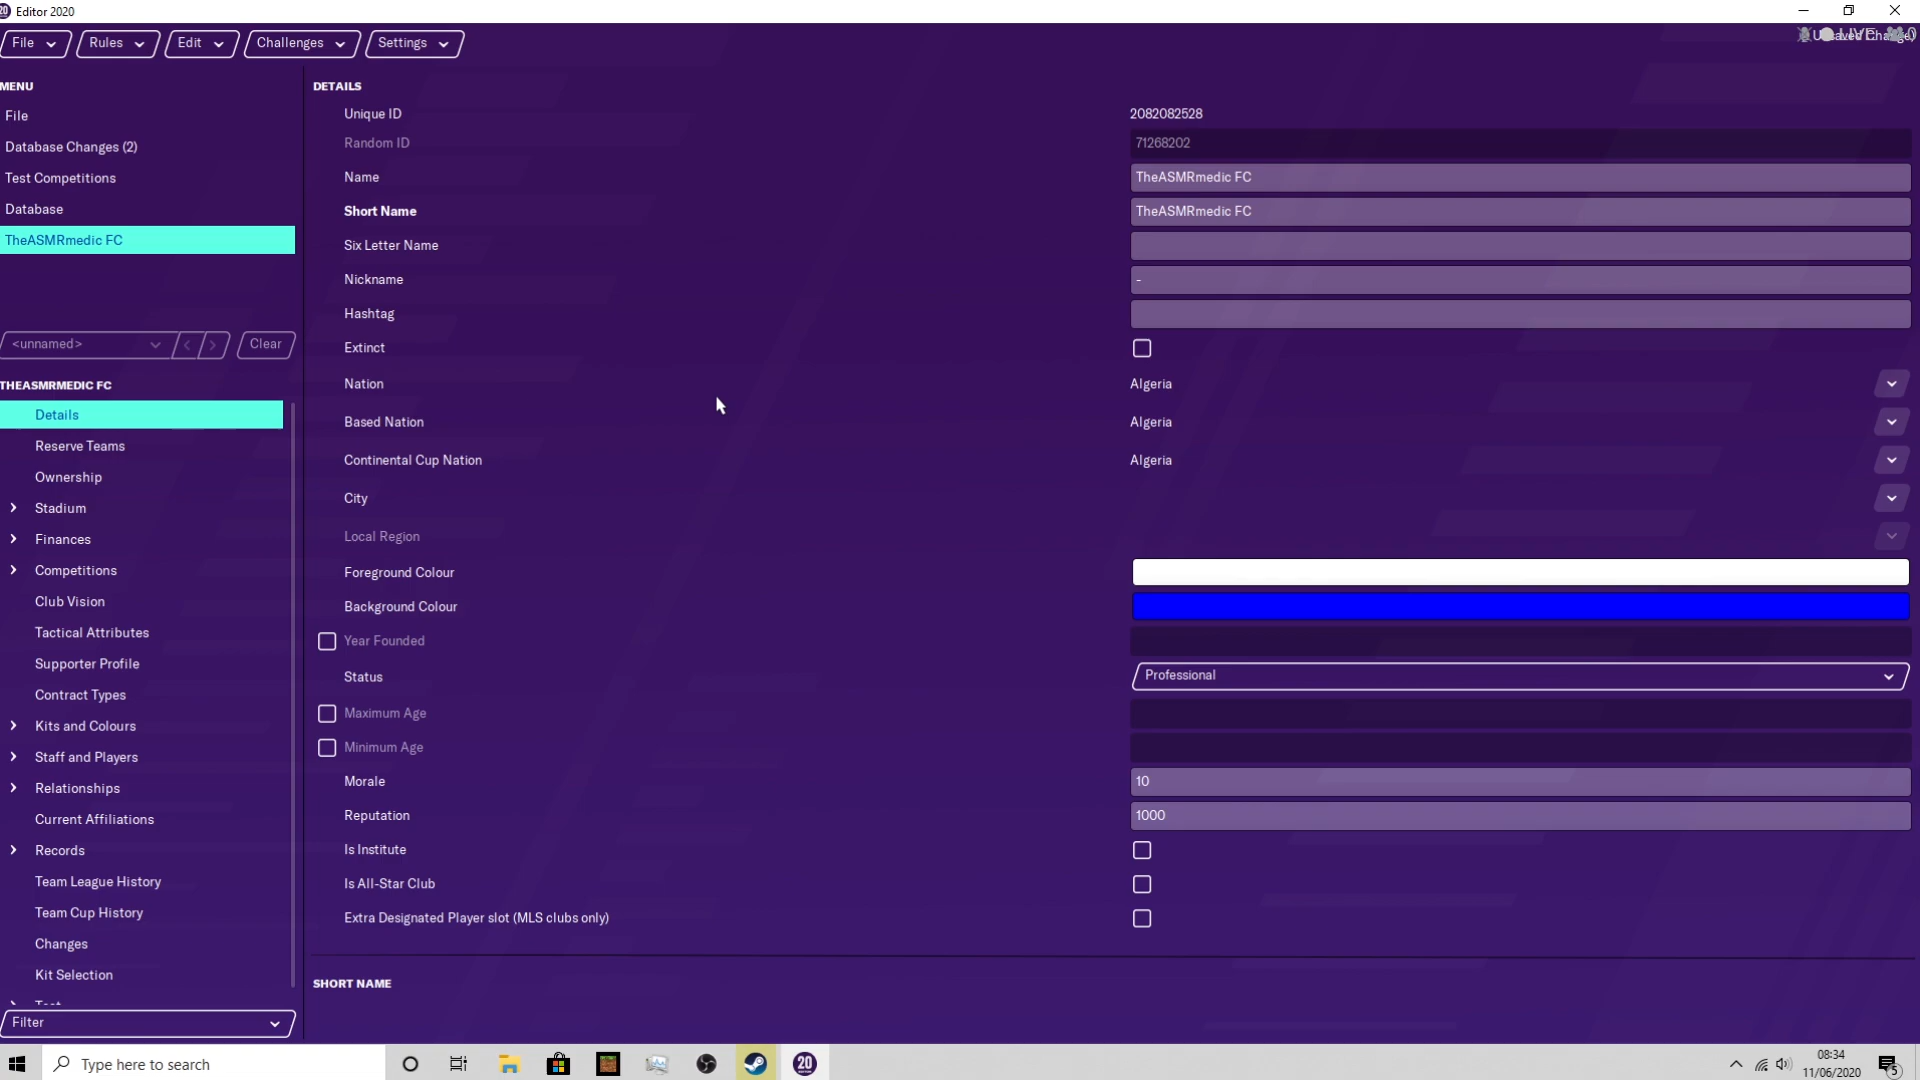 Editor 2020
File
Rules
Edit
Challenges
Settings
LIVE
0
MENU
File
Database Changes (2)
Test Competitions
Database
TheASMRmedic FC
<unnamed>
Clear
THEASMRMEDIC FC
Details
Reserve Teams
Ownership
Stadium
Finances
Competitions
Club Vision
Tactical Attributes
Supporter Profile
Contract Types
Kits and Colours
Staff and Players
Relationships
Current Affiliations
Records
Team League History
Team Cup History
Changes
Kit Selection
Filter
DETAILS
Unique ID 2082082528
Random ID 71268202
Name TheASMRmedic FC
Short Name TheASMRmedic FC
Six Letter Name
Nickname -
Hashtag
Extinct
Nation Algeria
Based Nation Algeria
Continental Cup Nation Algeria
City
Local Region
Foreground Colour
Background Colour
Year Founded
Status Professional
Maximum Age
Minimum Age
Morale 10
Reputation 1000
Is Institute
Is All-Star Club
Extra Designated Player slot (MLS clubs only)
SHORT NAME
Type here to search
20
08:34
11/06/2020
5